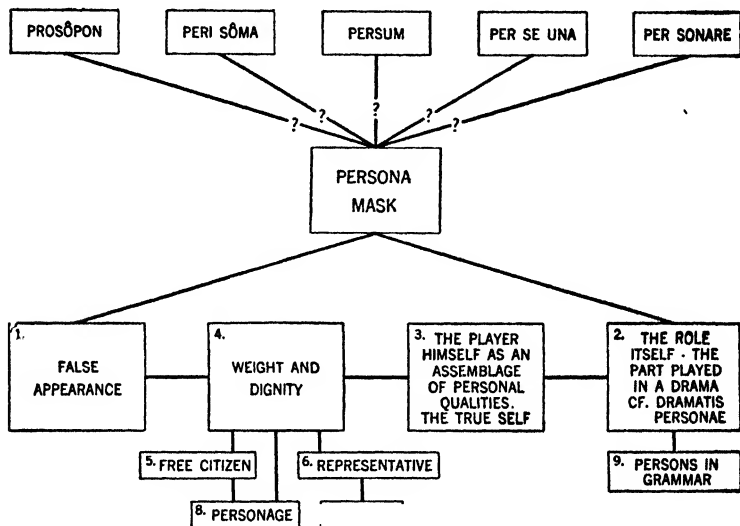 PROSÔPON
PERI SÔMA
PERSUM
PER SE UNA
PER SONARE
? ? ? ? ?
PERSONA
MASK
1.
FALSE
APPEARANCE
4.
WEIGHT AND
DIGNITY
3. THE PLAYER
HIMSELF AS AN
ASSEMBLAGE
OF PERSONAL
QUALITIES.
THE TRUE SELF
2. THE ROLE
ITSELF - THE
PART PLAYED
IN A DRAMA
CF. DRAMATIS
PERSONAE
5. FREE CITIZEN
6. REPRESENTATIVE
9. PERSONS IN
GRAMMAR
8. PERSONAGE